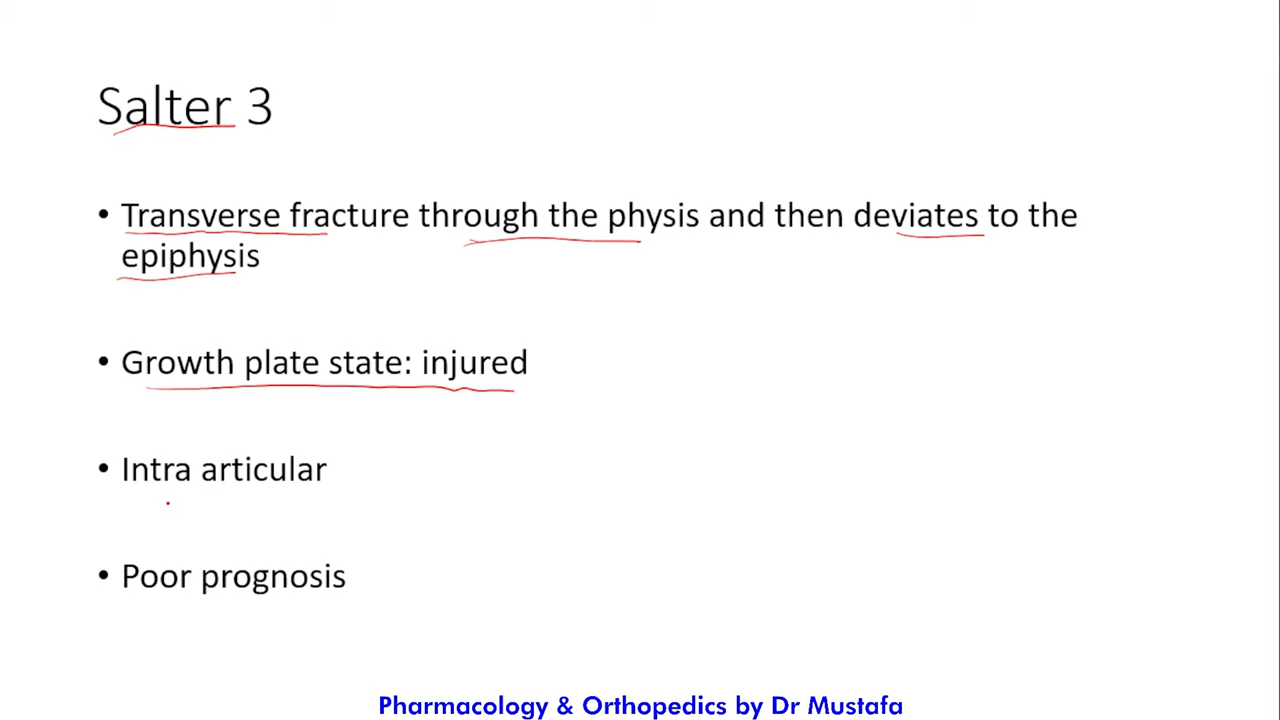 Salter 3
• Transverse fracture through the physis and then deviates to the
epiphysis
• Growth plate state: injured
• Intra articular
• Poor prognosis
Pharmacology & Orthopedics by Dr Mustafa